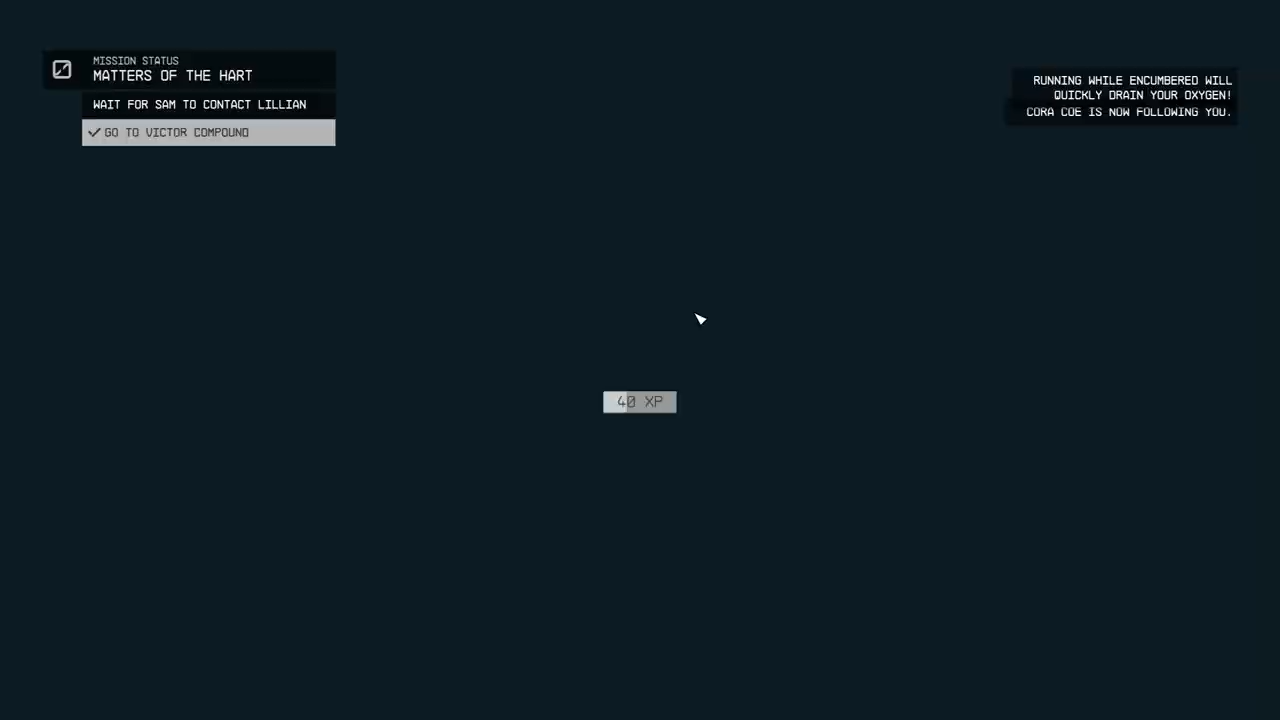 MISSION STATUS
MATTERS OF THE HART
WAIT FOR SAM TO CONTACT LILLIAN
GO TO VICTOR COMPOUND
RUNNING WHILE ENCUMBERED WILL
QUICKLY DRAIN YOUR OXYGEN!
CORA COE IS NOW FOLLOWING YOU.
40 XP